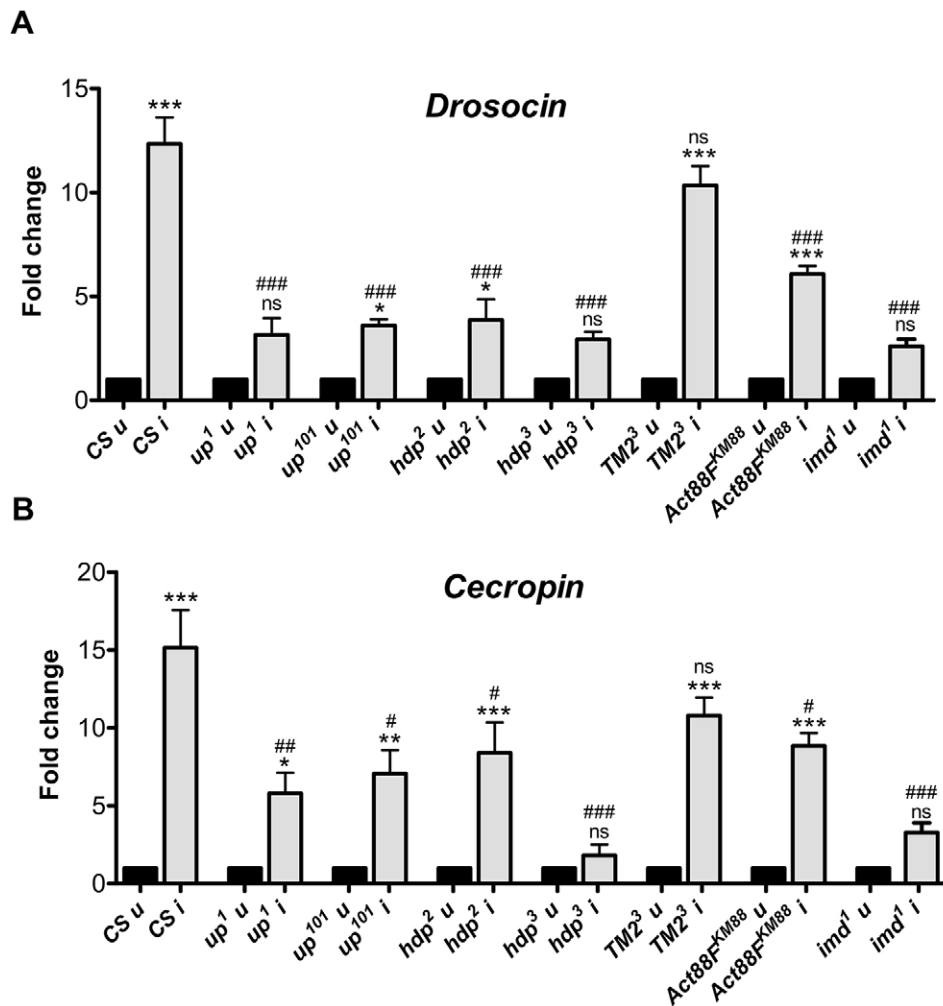 A
Drosocin
Fold change
15
10
5
0
***
###
ns
###
*
###
*
###
ns
ns
***
###
***
###
ns
CS u
CS i
up¹ u
up¹ i
up¹⁰¹ u
up¹⁰¹ i
hdp² u
hdp² i
hdp³ u
hdp³ i
TM2³ u
TM2³ i
Act88Fᴷᴹ⁸⁸ u
Act88Fᴷᴹ⁸⁸ i
imd¹ u
imd¹ i
B
Cecropin
Fold change
20
15
10
5
0
***
##
*
#
**
#
***
###
ns
ns
***
#
***
###
ns
CS u
CS i
up¹ u
up¹ i
up¹⁰¹ u
up¹⁰¹ i
hdp² u
hdp² i
hdp³ u
hdp³ i
TM2³ u
TM2³ i
Act88Fᴷᴹ⁸⁸ u
Act88Fᴷᴹ⁸⁸ i
imd¹ u
imd¹ i